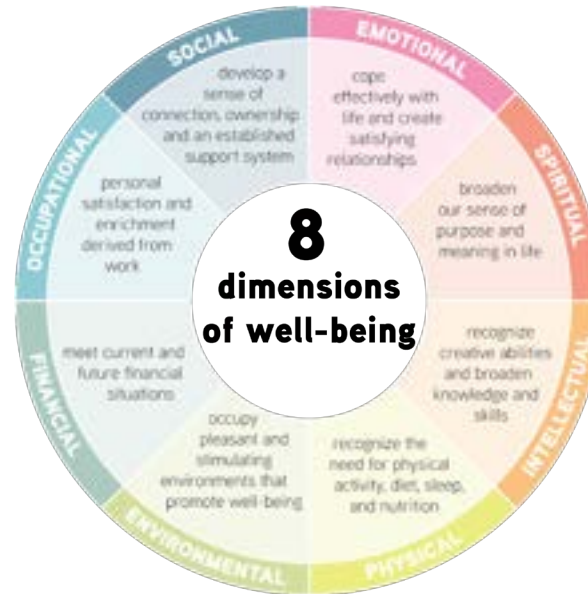 8
dimensions
of well-being
EMOTIONAL
cope
effectively with
life and create
satisfying
relationships
SPIRITUAL
broaden
our sense of
purpose and
meaning in life
INTELLECTUAL
recognize
creative abilities
and broaden
knowledge and
skills
PHYSICAL
recognize the
need for physical
activity, diet, sleep,
and nutrition
ENVIRONMENTAL
occupy
pleasant and
stimulating
environments that
promote well-being
FINANCIAL
meet current and
future financial
situations
OCCUPATIONAL
personal
satisfaction and
enrichment
derived from
work
SOCIAL
develop a
sense of
connection, ownership
and an established
support system